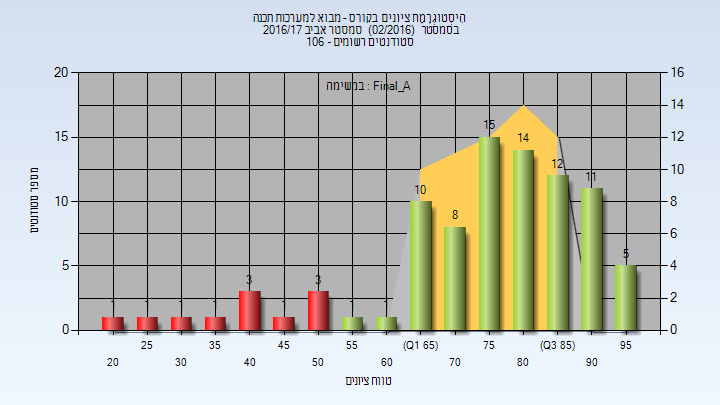 היסטוגרמת ציונים בקורס - מבוא למערכות תכנה
בסמסטר (02/2016) סמסטר אביב 2016/17
סטודנטים רשומים - 106
במשימה : Final_A
מספר סטודנטים
20
15
10
5
0
16
14
12
10
8
6
4
2
0
1 1 1 1 3 1 3 1 1 10 8 15 14 12 11 5
25 35 45 55 (Q1 65) 75 (Q3 85) 95
20 30 40 50 60 70 80 90
טווח ציונים